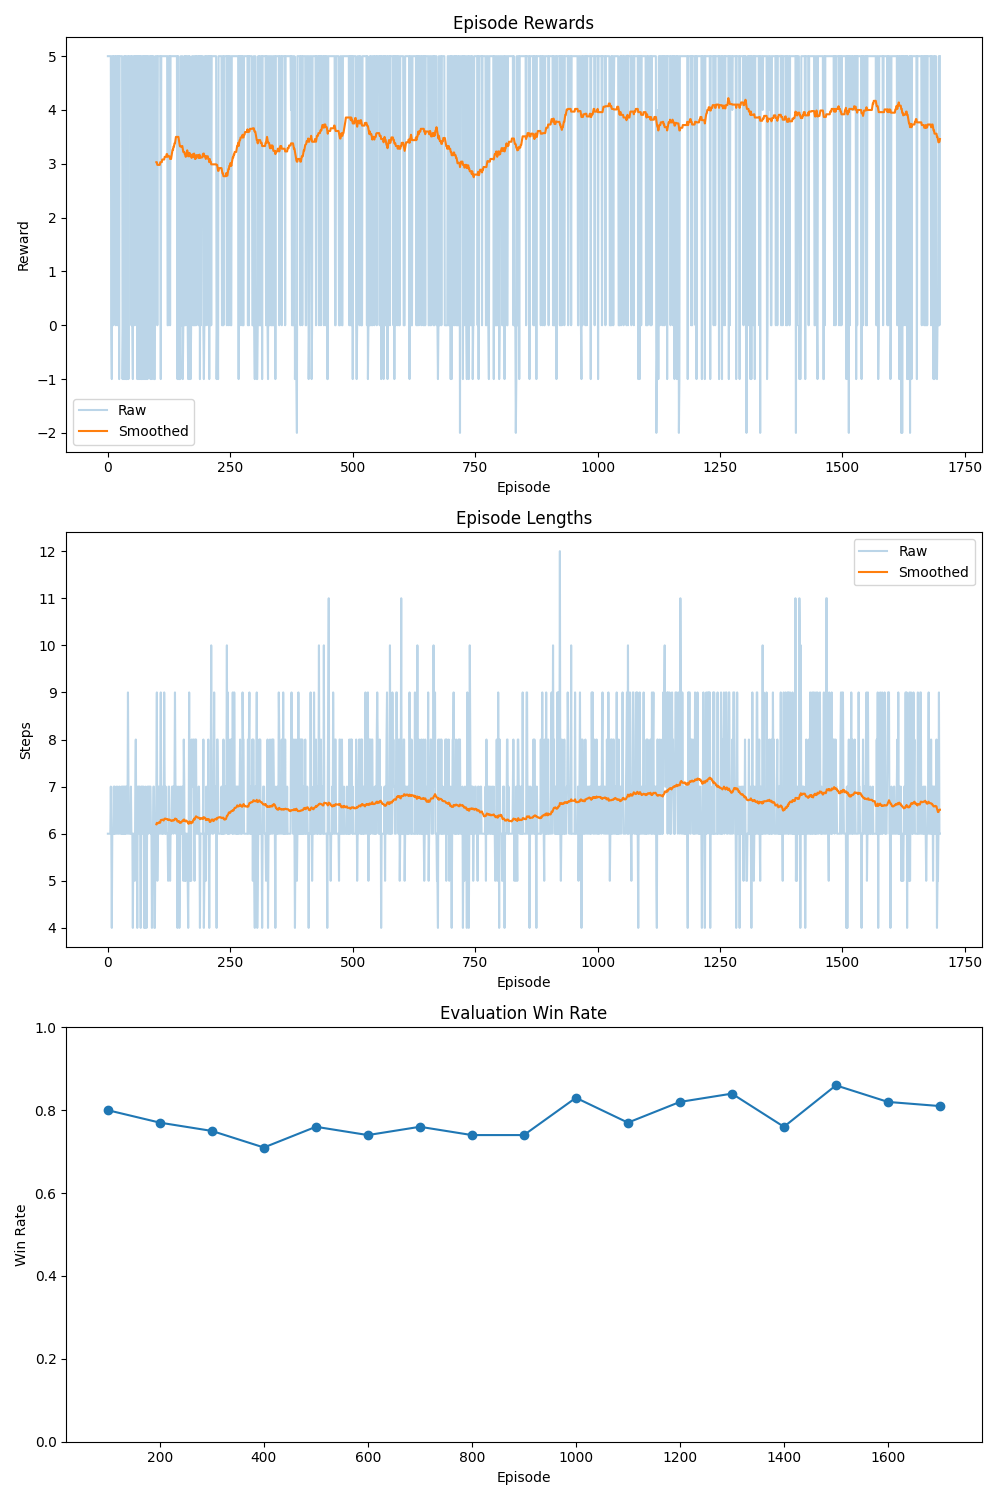 Episode Rewards
5
4
3
2
1
0
−1
−2
Reward
Raw
Smoothed
0 250 500 750 1000 1250 1500 1750
Episode
Episode Lengths
12
11
10
9
8
7
6
5
4
Steps
Raw
Smoothed
0 250 500 750 1000 1250 1500 1750
Episode
Evaluation Win Rate
1.0
0.8
0.6
0.4
0.2
0.0
Win Rate
200 400 600 800 1000 1200 1400 1600
Episode